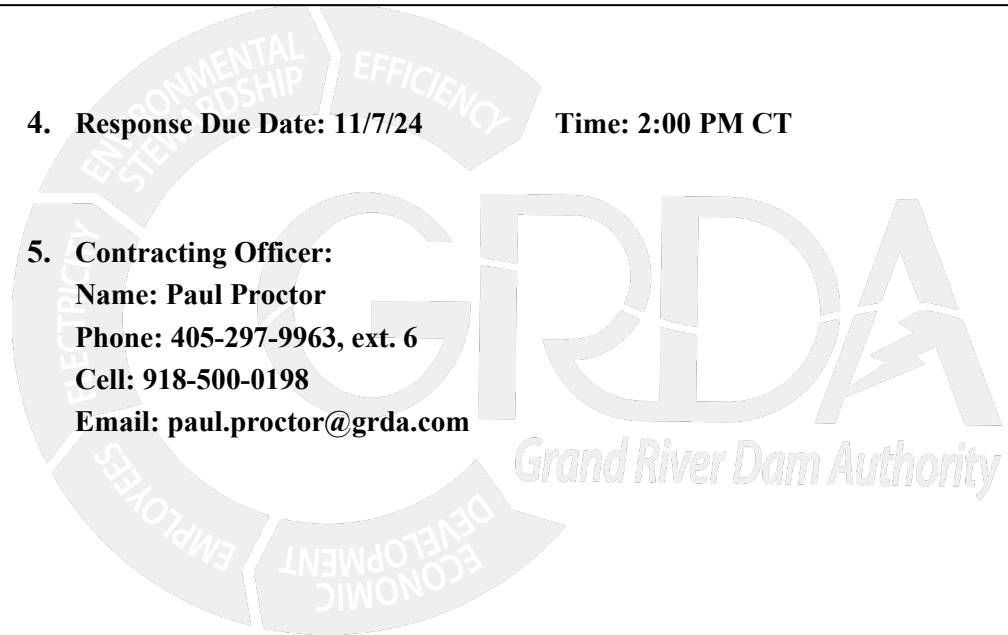 4. Response Due Date: 11/7/24 Time: 2:00 PM CT
5. Contracting Officer:
Name: Paul Proctor
Phone: 405-297-9963, ext. 6
Cell: 918-500-0198
Email: paul.proctor@grda.com
ENVIRONMENTAL
STEWARDSHIP
EFFICIENCY
ELECTRICITY
GRDA
Grand River Dam Authority
EMPLOYEES
ECONOMIC
DEVELOPMENT